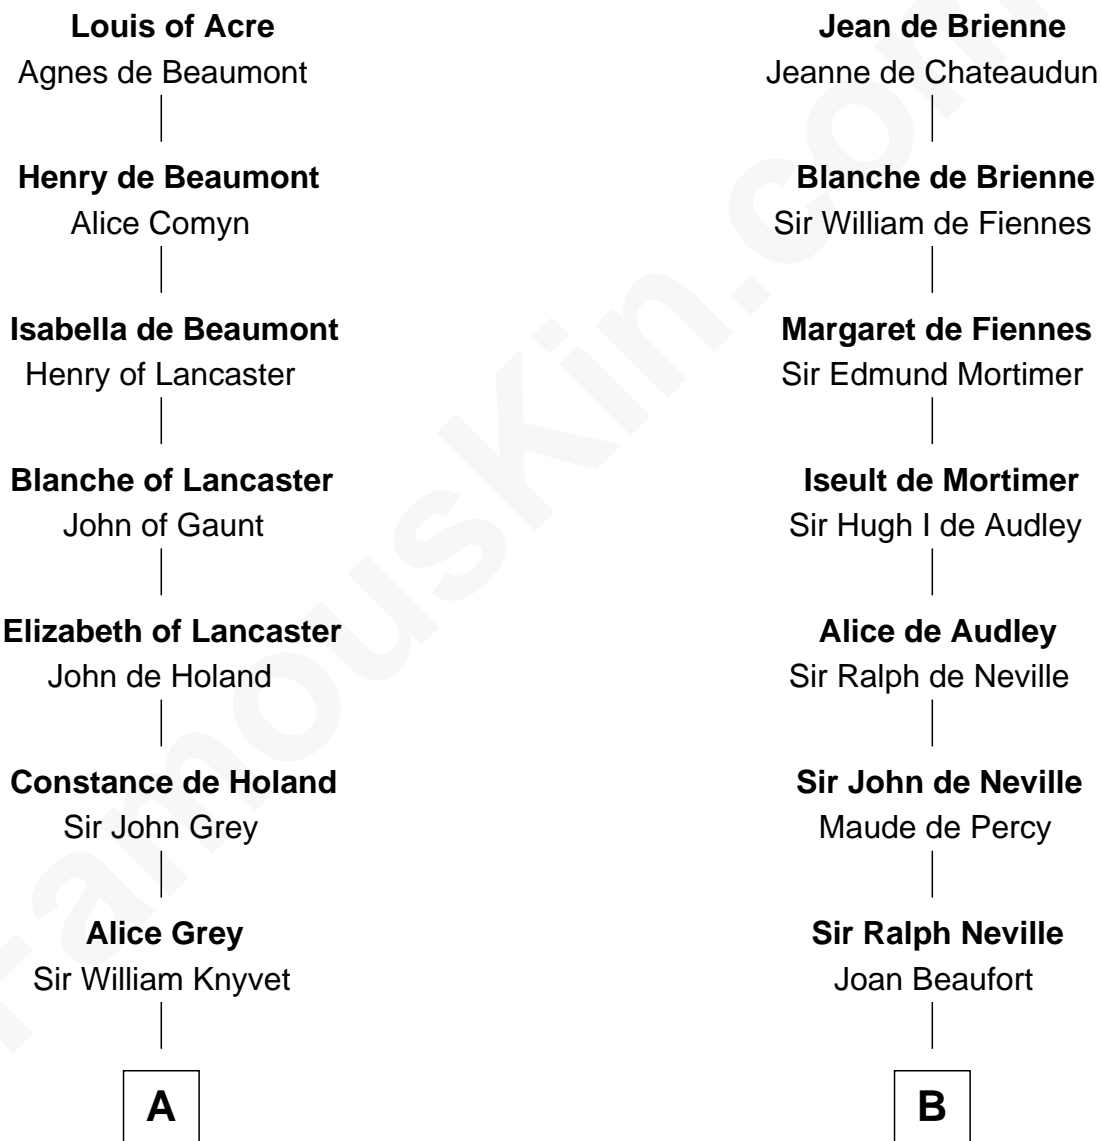 Louis of Acre
Agnes de Beaumont
Henry de Beaumont
Alice Comyn
Isabella de Beaumont
Henry of Lancaster
Blanche of Lancaster
John of Gaunt
Elizabeth of Lancaster
John de Holand
Constance de Holand
Sir John Grey
Alice Grey
Sir William Knyvet
A
Jean de Brienne
Jeanne de Chateaudun
Blanche de Brienne
Sir William de Fiennes
Margaret de Fiennes
Sir Edmund Mortimer
Iseult de Mortimer
Sir Hugh I de Audley
Alice de Audley
Sir Ralph de Neville
Sir John de Neville
Maude de Percy
Sir Ralph Neville
Joan Beaufort
B
FamousKin.com